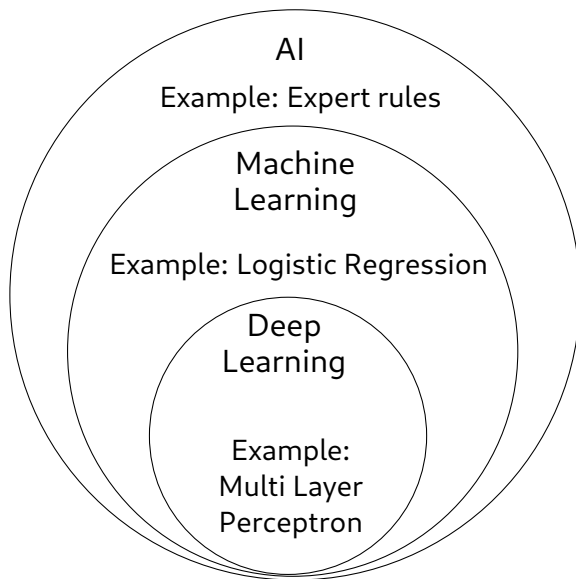 AI
Example: Expert rules
Machine
Learning
Example: Logistic Regression
Deep
Learning
Example:
Multi Layer
Perceptron